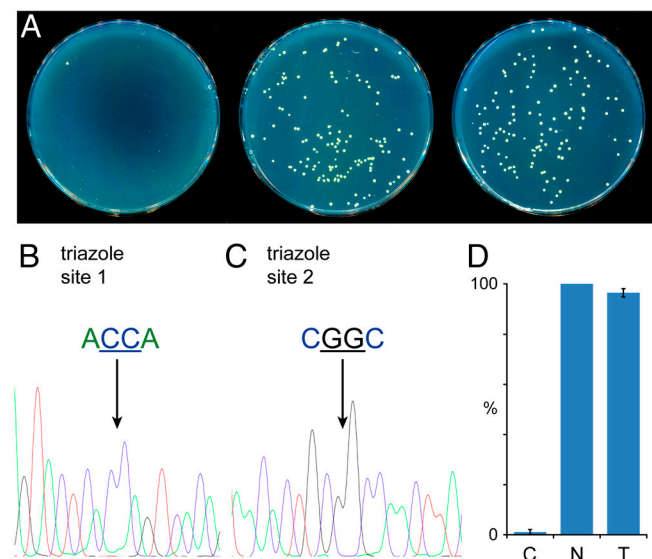 A
B triazole
site 1
ACCA
C triazole
site 2
CGGC
D
100
%
0
C N T